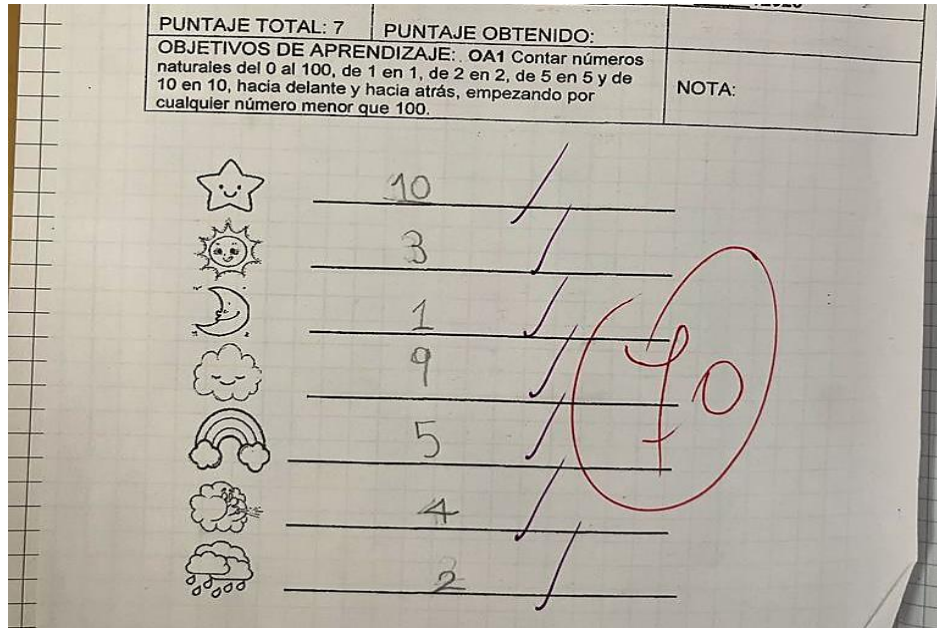 PUNTAJE TOTAL: 7
PUNTAJE OBTENIDO:
OBJETIVOS DE APRENDIZAJE: OA1 Contar números
naturales del 0 al 100, de 1 en 1, de 2 en 2, de 5 en 5 y de
10 en 10, hacia delante y hacia atrás, empezando por
cualquier número menor que 100.
NOTA:
10
3
1
9
5
4
2
70